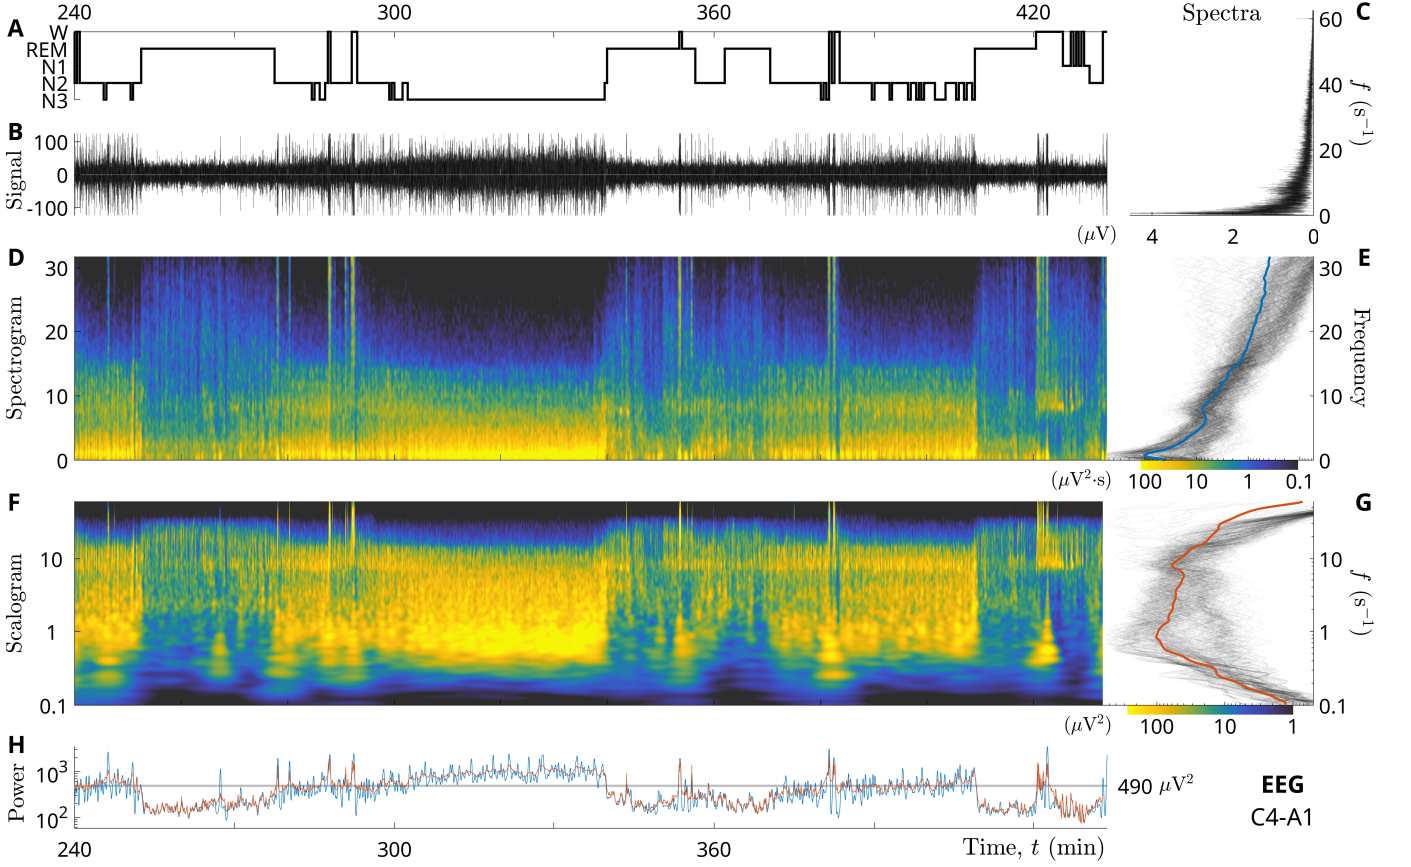 240 300 360 420 Spectra
A W REM N1 N2 N3
C 60 40 20 0 f (s⁻¹)
B Signal 100 0 -100
(μV) 4 2 0
D Spectrogram 30 20 10 0
E 30 20 10 0 Frequency
(μV²·s) 100 10 1 0.1
F Scalogram 10 1 0.1
G 10 1 0.1 f (s⁻¹)
(μV²) 100 10 1
H Power 10³ 10²
490 μV² EEG
C4-A1
240 300 360 Time, t (min)